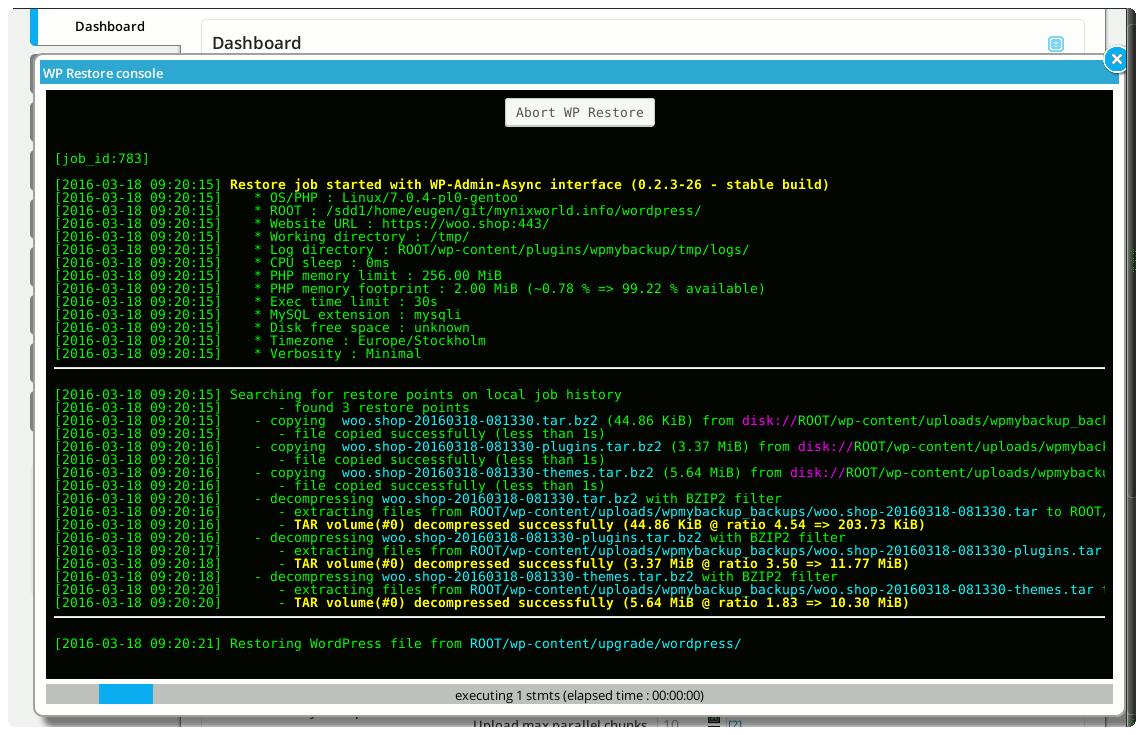 Dashboard
Dashboard
WP Restore console
Abort WP Restore
[job_id:783]
[2016-03-18 09:20:15] Restore job started with WP-Admin-Async interface (0.2.3-26 - stable build)
[2016-03-18 09:20:15] * OS/PHP : Linux/7.0.4-pl0-gentoo
[2016-03-18 09:20:15] * ROOT : /sdd1/home/eugen/git/mynixworld.info/wordpress/
[2016-03-18 09:20:15] * Website URL : https://woo.shop:443/
[2016-03-18 09:20:15] * Working directory : /tmp/
[2016-03-18 09:20:15] * Log directory : ROOT/wp-content/plugins/wpmybackup/tmp/logs/
[2016-03-18 09:20:15] * CPU sleep : 0ms
[2016-03-18 09:20:15] * PHP memory limit : 256.00 MiB
[2016-03-18 09:20:15] * PHP memory footprint : 2.00 MiB (~0.78 % => 99.22 % available)
[2016-03-18 09:20:15] * Exec time limit : 30s
[2016-03-18 09:20:15] * MySQL extension : mysqli
[2016-03-18 09:20:15] * Disk free space : unknown
[2016-03-18 09:20:15] * Timezone : Europe/Stockholm
[2016-03-18 09:20:15] * Verbosity : Minimal
[2016-03-18 09:20:15] Searching for restore points on local job history
[2016-03-18 09:20:15] - found 3 restore points
[2016-03-18 09:20:15] - copying woo.shop-20160318-081330.tar.bz2 (44.86 KiB) from disk://ROOT/wp-content/uploads/wpmybackup_back
[2016-03-18 09:20:15] - file copied successfully (less than 1s)
[2016-03-18 09:20:16] - copying woo.shop-20160318-081330-plugins.tar.bz2 (3.37 MiB) from disk://ROOT/wp-content/uploads/wpmyback
[2016-03-18 09:20:16] - file copied successfully (less than 1s)
[2016-03-18 09:20:16] - copying woo.shop-20160318-081330-themes.tar.bz2 (5.64 MiB) from disk://ROOT/wp-content/uploads/wpmybacku
[2016-03-18 09:20:16] - file copied successfully (less than 1s)
[2016-03-18 09:20:16] - decompressing woo.shop-20160318-081330.tar.bz2 with BZIP2 filter
[2016-03-18 09:20:16] - extracting files from ROOT/wp-content/uploads/wpmybackup_backups/woo.shop-20160318-081330.tar to ROOT/
[2016-03-18 09:20:16] - TAR volume(#0) decompressed successfully (44.86 KiB @ ratio 4.54 => 203.73 KiB)
[2016-03-18 09:20:16] - decompressing woo.shop-20160318-081330-plugins.tar.bz2 with BZIP2 filter
[2016-03-18 09:20:17] - extracting files from ROOT/wp-content/uploads/wpmybackup_backups/woo.shop-20160318-081330-plugins.tar
[2016-03-18 09:20:18] - TAR volume(#0) decompressed successfully (3.37 MiB @ ratio 3.50 => 11.77 MiB)
[2016-03-18 09:20:18] - decompressing woo.shop-20160318-081330-themes.tar.bz2 with BZIP2 filter
[2016-03-18 09:20:20] - extracting files from ROOT/wp-content/uploads/wpmybackup_backups/woo.shop-20160318-081330-themes.tar
[2016-03-18 09:20:20] - TAR volume(#0) decompressed successfully (5.64 MiB @ ratio 1.83 => 10.30 MiB)
[2016-03-18 09:20:21] Restoring WordPress file from ROOT/wp-content/upgrade/wordpress/
executing 1 stmts (elapsed time : 00:00:00)
Upload max parallel chunks 10 [?]